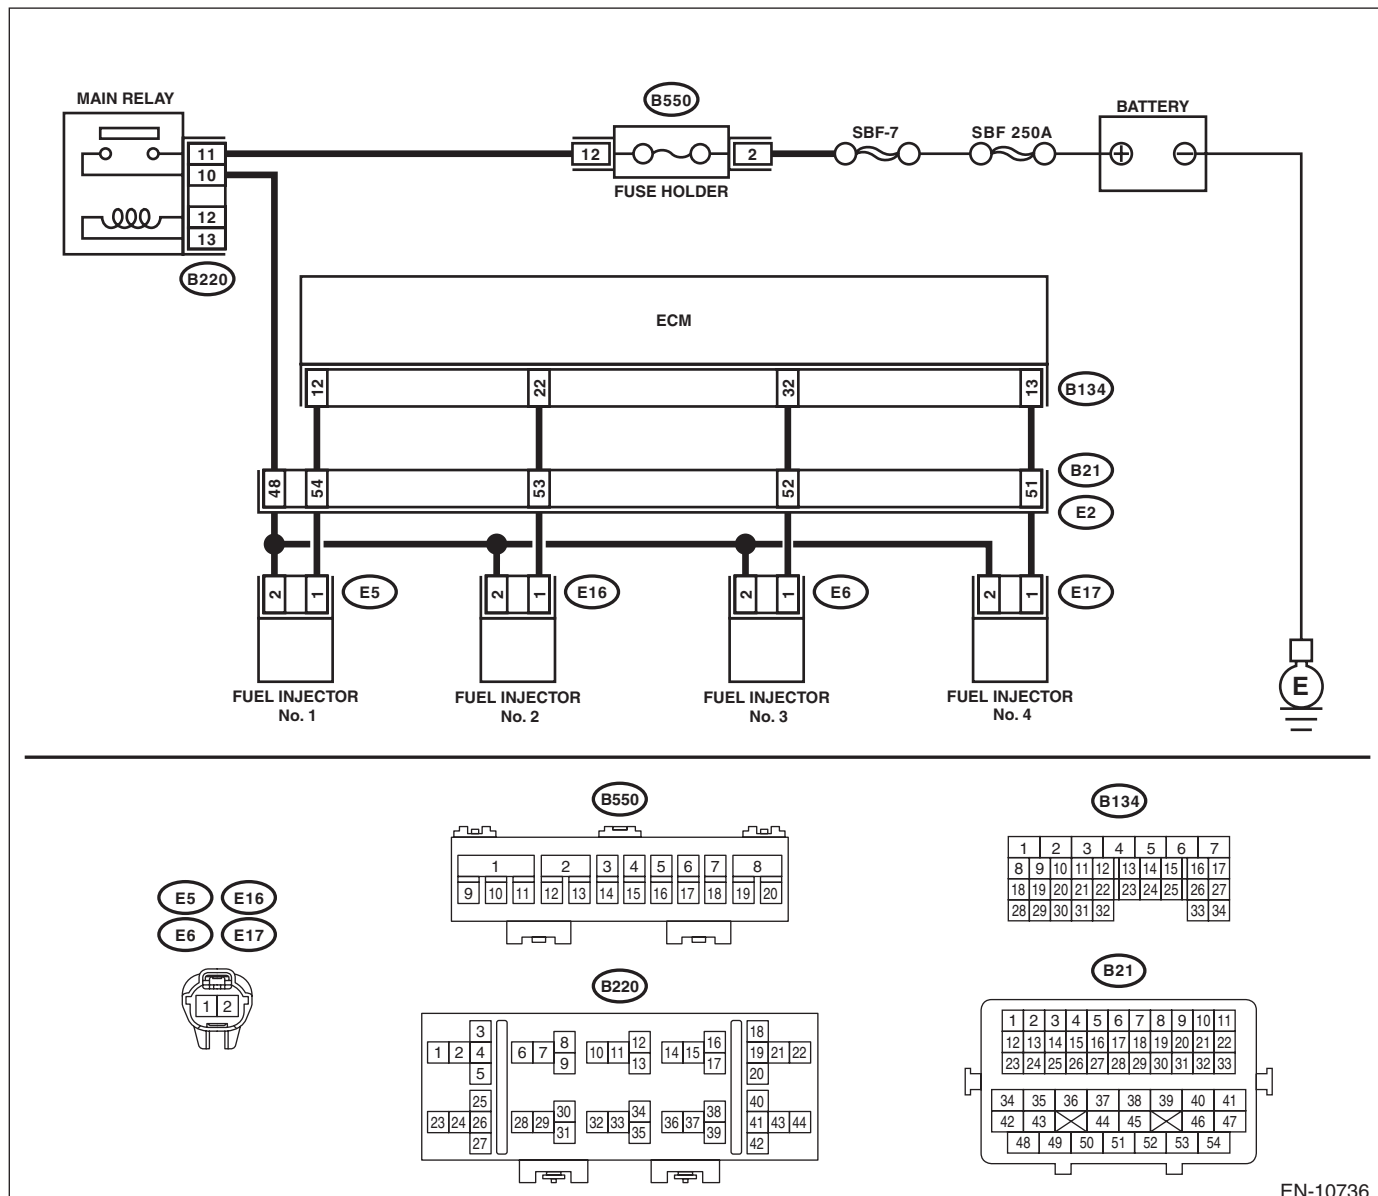 MAIN RELAY
B550
BATTERY
SBF-7
SBF 250A
11
12
2
10
FUSE HOLDER
12
13
B220
ECM
12
22
32
13
B134
B21
48
54
53
52
51
E2
2
1
E5
2
1
E16
2
1
E6
2
1
E17
E
FUEL INJECTOR
No. 1
FUEL INJECTOR
No. 2
FUEL INJECTOR
No. 3
FUEL INJECTOR
No. 4
B550
1 2 3 4 5 6 7 8
9 10 11 12 13 14 15 16 17 18 19 20
B134
1 2 3 4 5 6 7
8 9 10 11 12 13 14 15 16 17
18 19 20 21 22 23 24 25 26 27
28 29 30 31 32 33 34
E5 E16
E6 E17
1 2
B220
3 8 12 16 18
1 2 4 6 7 10 11 14 15 19 21 22
5 9 13 17 20
25 30 34 38 40
23 24 26 28 29 32 33 36 37 41 43 44
27 31 35 39 42
B21
1 2 3 4 5 6 7 8 9 10 11
12 13 14 15 16 17 18 19 20 21 22
23 24 25 26 27 28 29 30 31 32 33
34 35 36 37 38 39 40 41
42 43 44 45 46 47
48 49 50 51 52 53 54
EN-10736